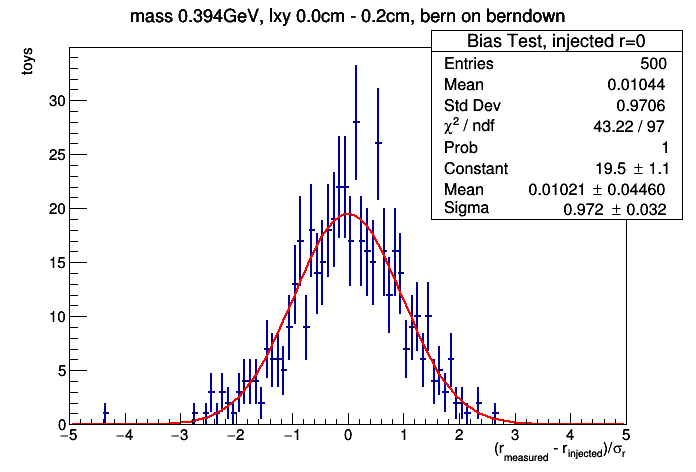 mass 0.394GeV, lxy 0.0cm - 0.2cm, bern on berndown
toys
Bias Test, injected r=0
Entries 500
Mean 0.01044
Std Dev 0.9706
χ² / ndf 43.22 / 97
Prob 1
Constant 19.5 ± 1.1
Mean 0.01021 ± 0.04460
Sigma 0.972 ± 0.032
30
25
20
15
10
5
0
−5 −4 −3 −2 −1 0 1 2 3 4 5
(r_measured - r_injected)/σ_r